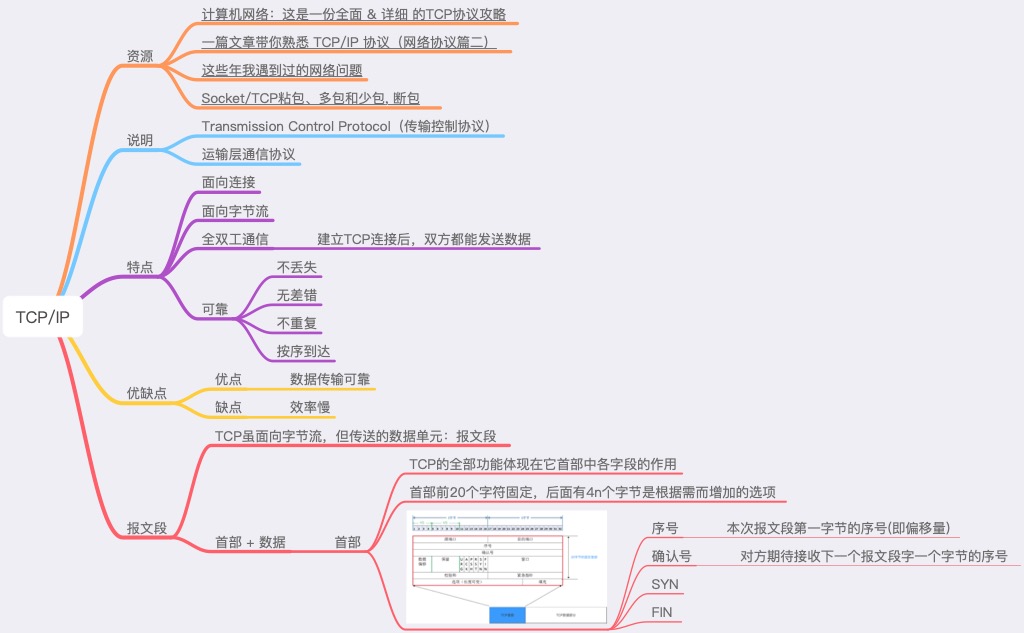 计算机网络：这是一份全面 & 详细 的TCP协议攻略
一篇文章带你熟悉 TCP/IP 协议（网络协议篇二）
资源
这些年我遇到过的网络问题
Socket/TCP粘包、多包和少包, 断包
Transmission Control Protocol（传输控制协议）
说明
运输层通信协议
面向连接
面向字节流
全双工通信
建立TCP连接后，双方都能发送数据
特点
不丢失
无差错
可靠
不重复
按序到达
TCP/IP
优点
数据传输可靠
优缺点
缺点
效率慢
TCP虽面向字节流，但传送的数据单元：报文段
TCP的全部功能体现在它首部中各字段的作用
首部前20个字符固定，后面有4n个字节是根据需而增加的选项
报文段
首部 + 数据
首部
序号
本次报文段第一字节的序号(即偏移量)
确认号
对方期待接收下一个报文段字一个字节的序号
SYN
FIN